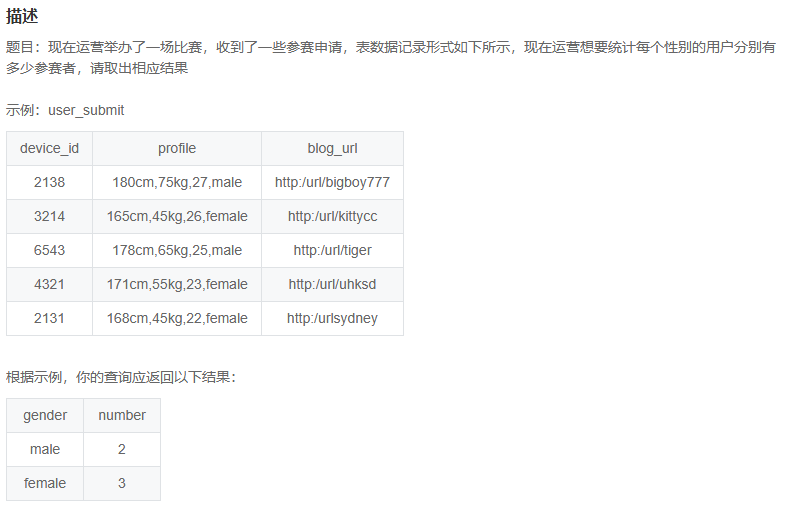 描述
题目：现在运营举办了一场比赛，收到了一些参赛申请，表数据记录形式如下所示，现在运营想要统计每个性别的用户分别有
多少参赛者，请取出相应结果
示例：user_submit
device_id profile blog_url
2138 180cm,75kg,27,male http:/url/bigboy777
3214 165cm,45kg,26,female http:/url/kittycc
6543 178cm,65kg,25,male http:/url/tiger
4321 171cm,55kg,23,female http:/url/uhksd
2131 168cm,45kg,22,female http:/urlsydney
根据示例，你的查询应返回以下结果：
gender number
male 2
female 3